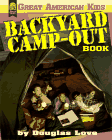 GREAT AMERICAN KIDS
BACKYARD
CAMP-OUT
BOOK
by Douglas Love